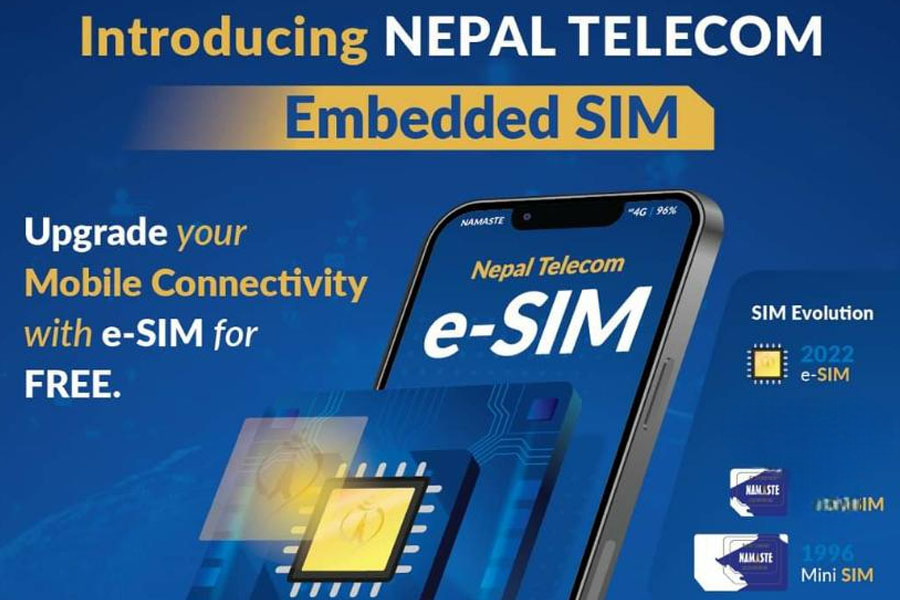 Introducing NEPAL TELECOM
Embedded SIM
Upgrade your
Mobile Connectivity
with e-SIM for
FREE.
NAMASTE
4G | 96%
Nepal Telecom
e-SIM
SIM Evolution
2022
e-SIM
NAMASTE
SIM
NAMASTE
1996
Mini SIM